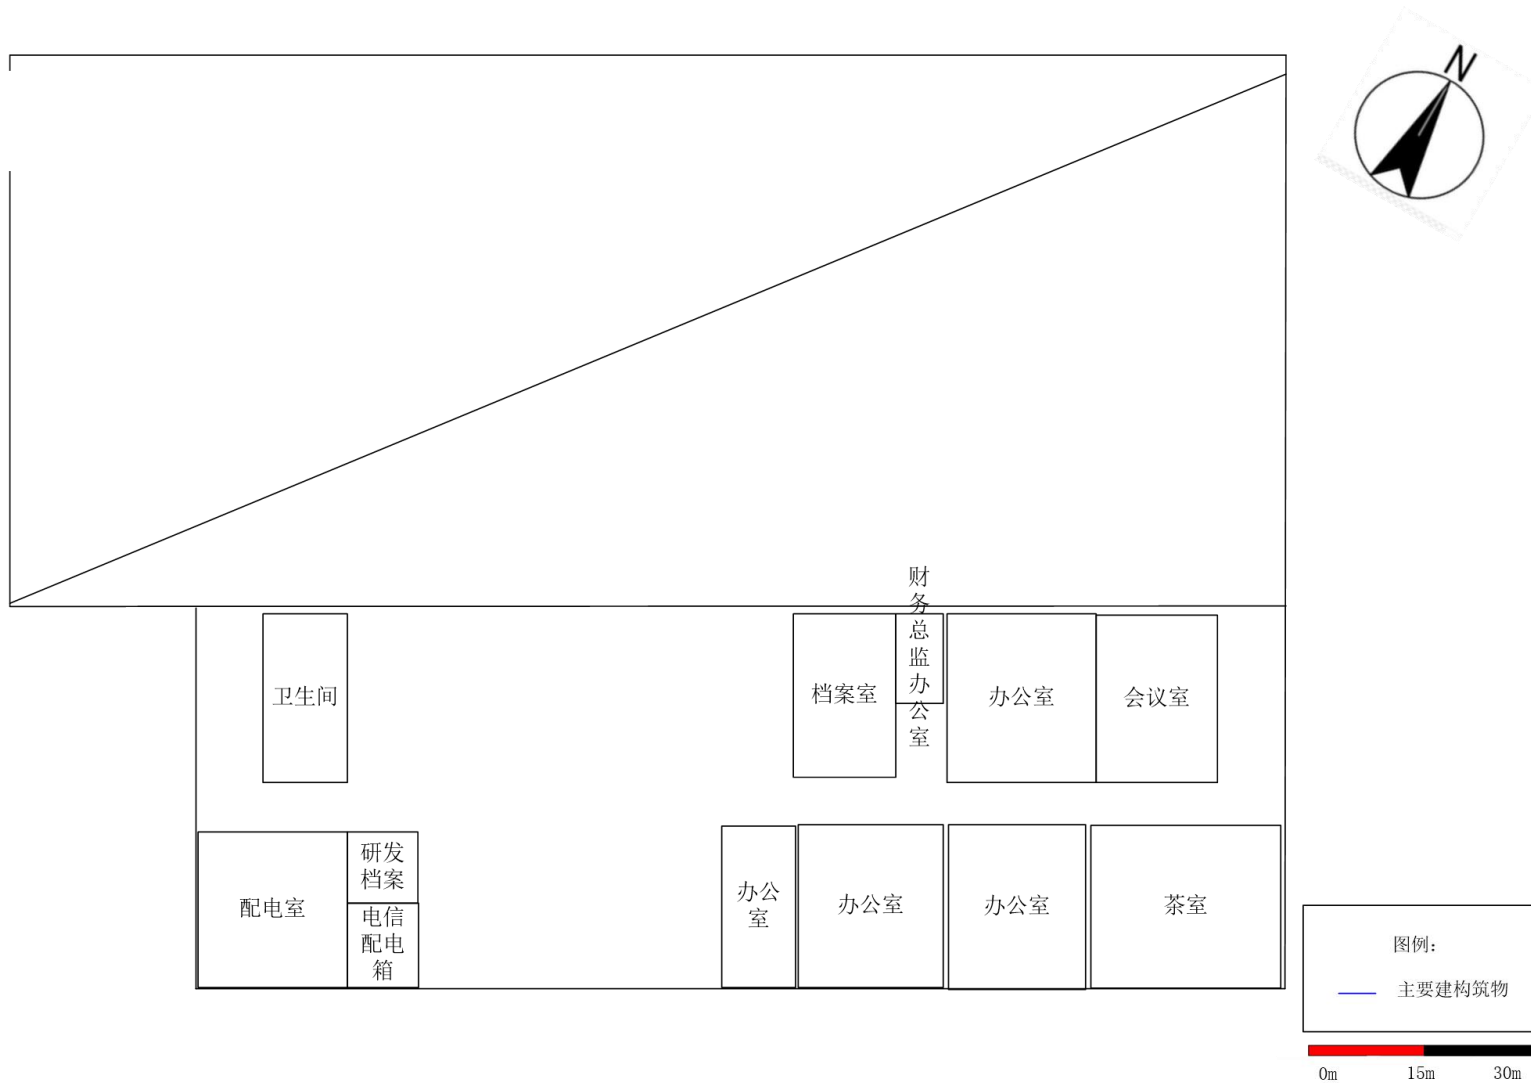 N
财
务
总
监
办
公
室
卫生间
档案室
办公室
会议室
研发
档案
配电室
电信
配电
箱
办公
室
办公室
办公室
茶室
图例：
主要建构筑物
0m
15m
30m